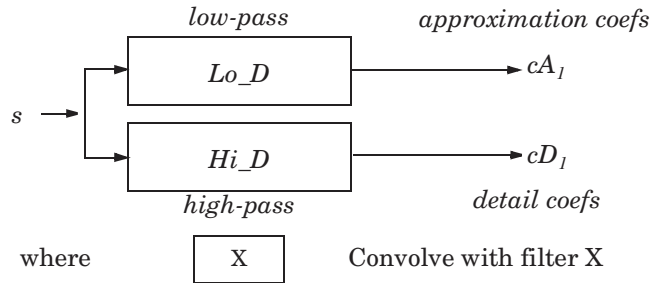 low-pass approximation coefs
Lo_D cA1
s
Hi_D cD1
high-pass detail coefs
where X Convolve with filter X